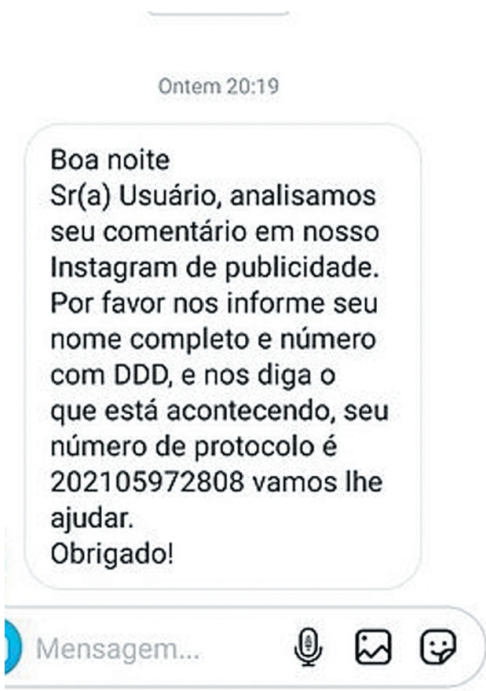 Ontem 20:19
Boa noite
Sr(a) Usuário, analisamos
seu comentário em nosso
Instagram de publicidade.
Por favor nos informe seu
nome completo e número
com DDD, e nos diga o
que está acontecendo, seu
número de protocolo é
202105972808 vamos lhe
ajudar.
Obrigado!
Mensagem...